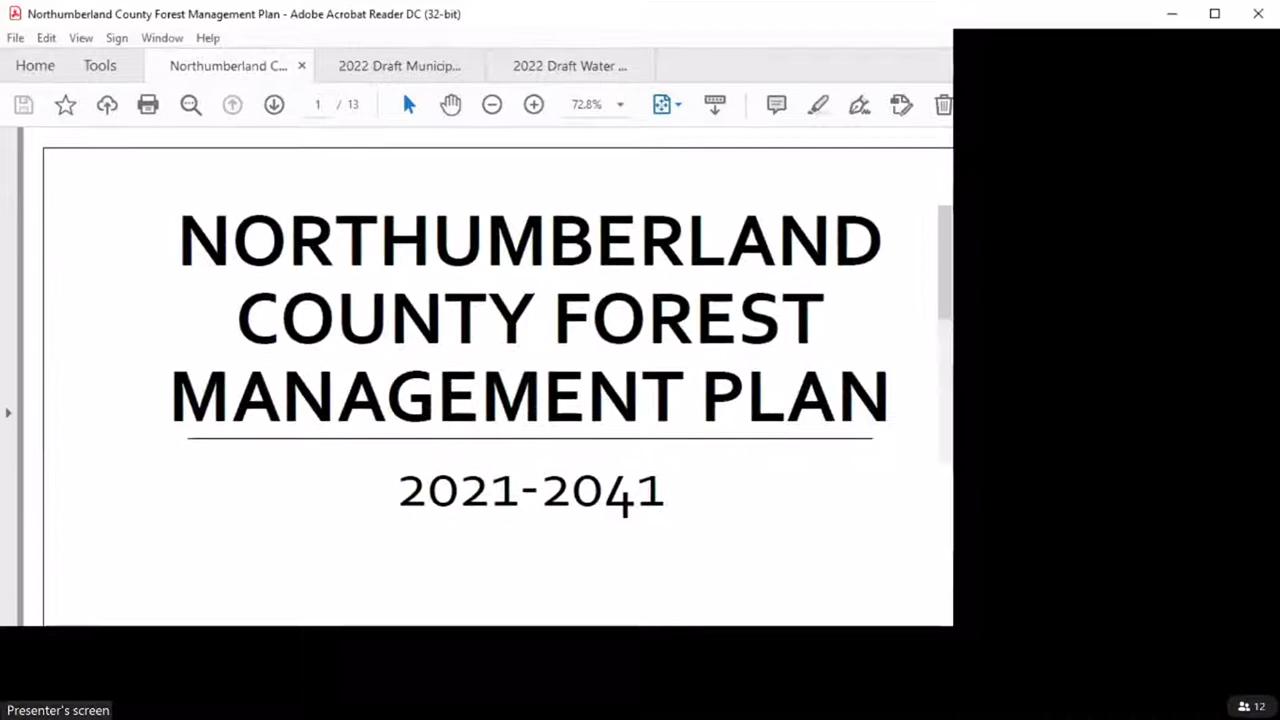 Northumberland County Forest Management Plan - Adobe Acrobat Reader DC (32-bit)
File Edit View Sign Window Help
Home Tools Northumberland C... 2022 Draft Municip... 2022 Draft Water ...
1 / 13 72.8%
NORTHUMBERLAND
COUNTY FOREST
MANAGEMENT PLAN
2021-2041
Presenter's screen
12